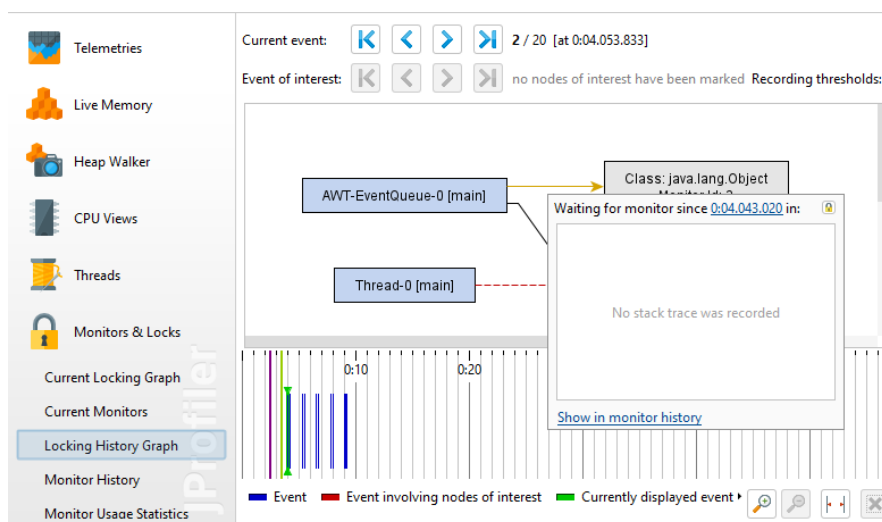 Telemetries
Live Memory
Heap Walker
CPU Views
Threads
Monitors & Locks
Current Locking Graph
Current Monitors
Locking History Graph
Monitor History
Monitor Usage Statistics
JProfiler
Current event: 2 / 20 [at 0:04.053.833]
Event of interest: no nodes of interest have been marked Recording thresholds:
AWT-EventQueue-0 [main]
Class: java.lang.Object
Monitor Id: 2
Waiting for monitor since 0:04.043.020 in:
Thread-0 [main]
No stack trace was recorded
Show in monitor history
0:10 0:20
Event Event involving nodes of interest Currently displayed event